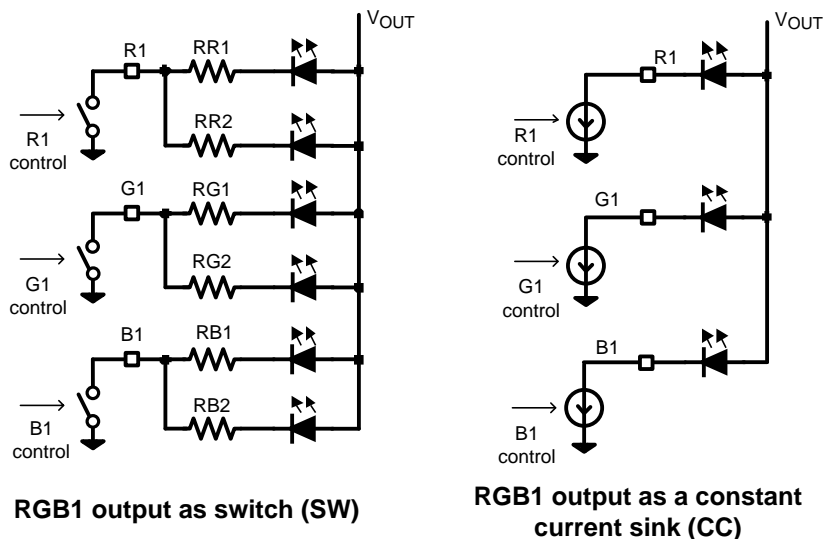 VOUT
R1
RR1
RR2
R1
control
G1
RG1
RG2
G1
control
B1
RB1
RB2
B1
control
RGB1 output as switch (SW)
VOUT
R1
R1
control
G1
G1
control
B1
B1
control
RGB1 output as a constant
current sink (CC)